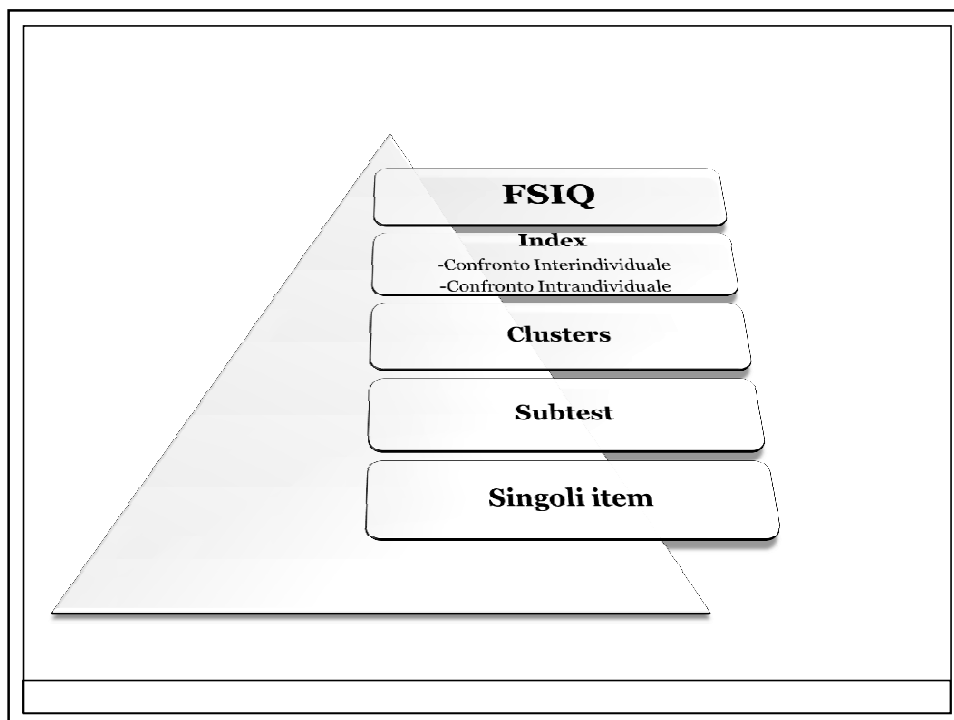 FSIQ
Index
-Confronto Interindividuale
-Confronto Intrandividuale
Clusters
Subtest
Singoli item